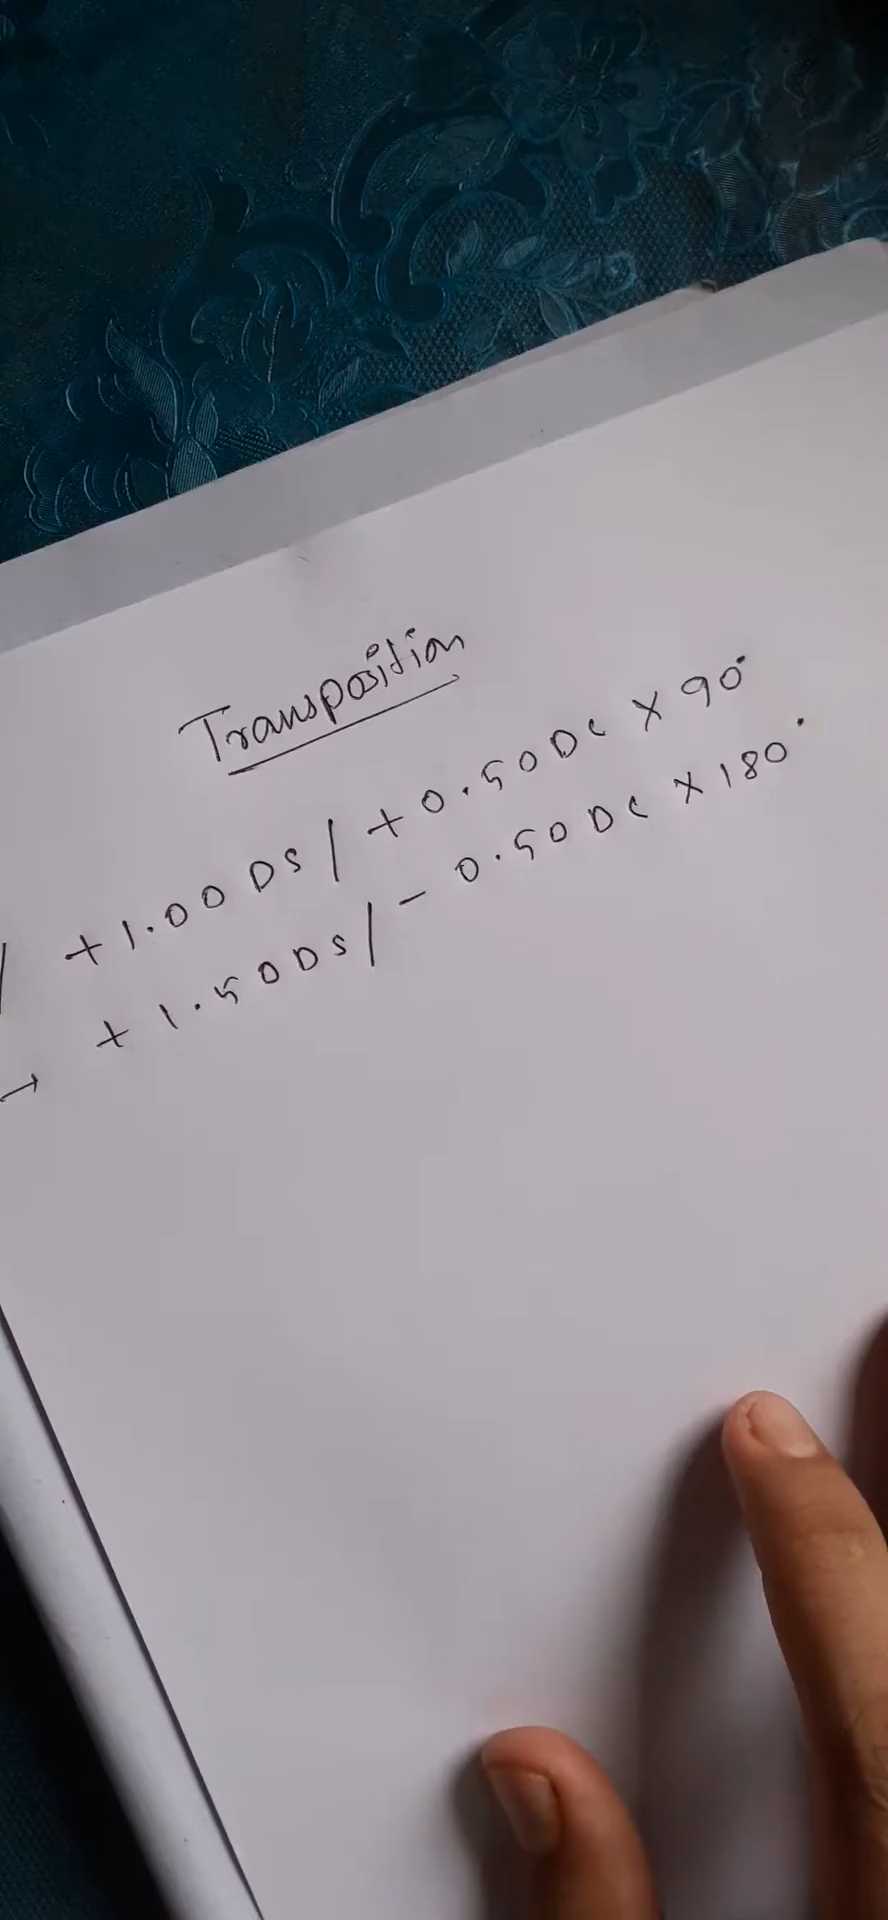 Transposition
/ +1.00 DS / +0.50 DC X 90°
→ +1.50 DS / - 0.50 DC X 180°